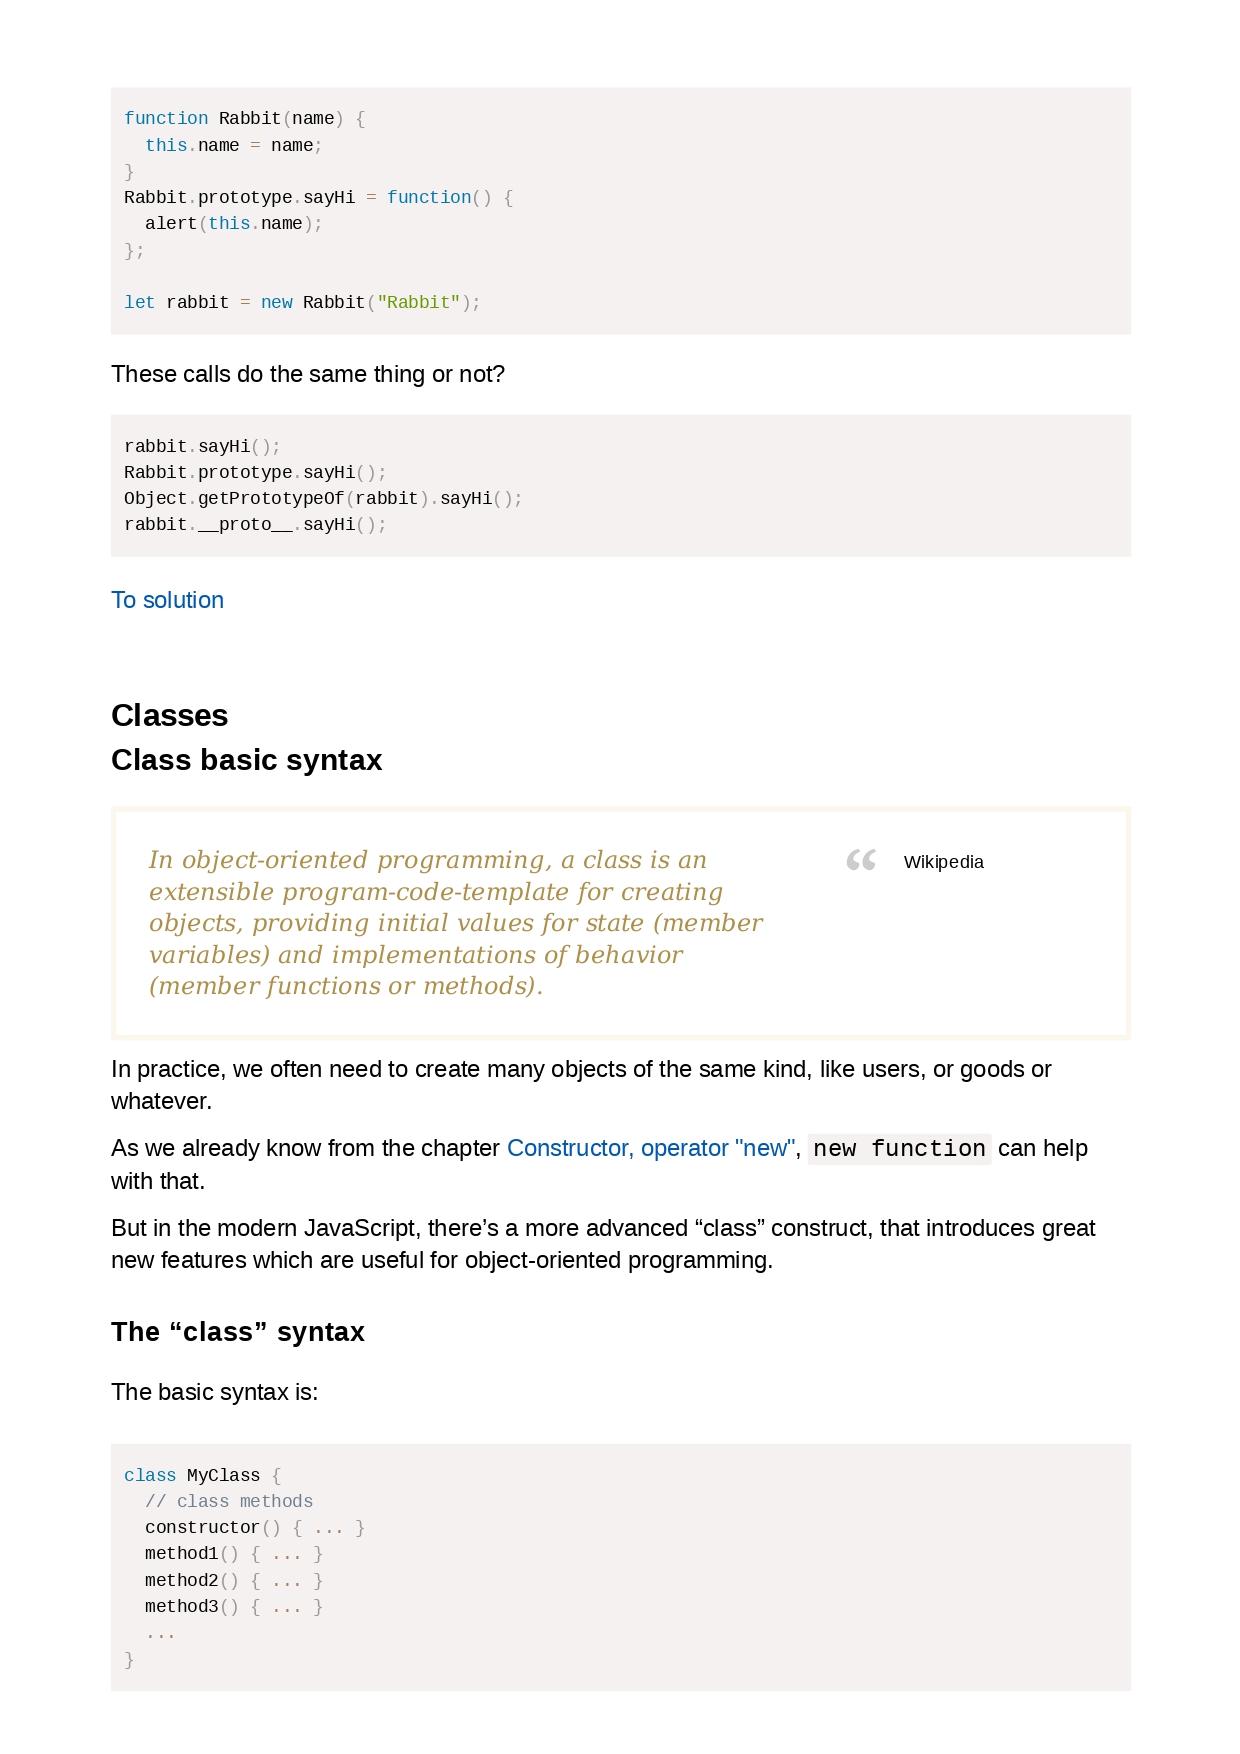 function Rabbit(name) {
  this.name = name;
}
Rabbit.prototype.sayHi = function() {
  alert(this.name);
};

let rabbit = new Rabbit("Rabbit");
These calls do the same thing or not?
rabbit.sayHi();
Rabbit.prototype.sayHi();
Object.getPrototypeOf(rabbit).sayHi();
rabbit.__proto__.sayHi();
To solution
Classes
Class basic syntax
In object-oriented programming, a class is an
extensible program-code-template for creating
objects, providing initial values for state (member
variables) and implementations of behavior
(member functions or methods).
“ Wikipedia
In practice, we often need to create many objects of the same kind, like users, or goods or
whatever.
As we already know from the chapter Constructor, operator "new", new function can help
with that.
But in the modern JavaScript, there’s a more advanced “class” construct, that introduces great
new features which are useful for object-oriented programming.
The “class” syntax
The basic syntax is:
class MyClass {
  // class methods
  constructor() { ... }
  method1() { ... }
  method2() { ... }
  method3() { ... }
  ...
}